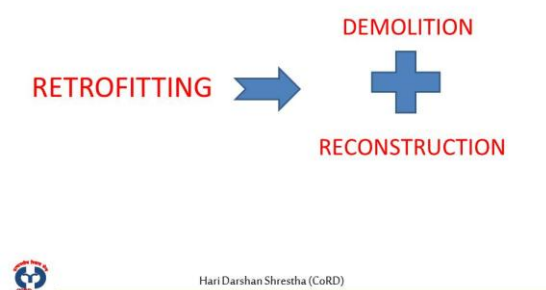 DEMOLITION
RETROFITTING
RECONSTRUCTION
Hari Darshan Shrestha (CoRD)